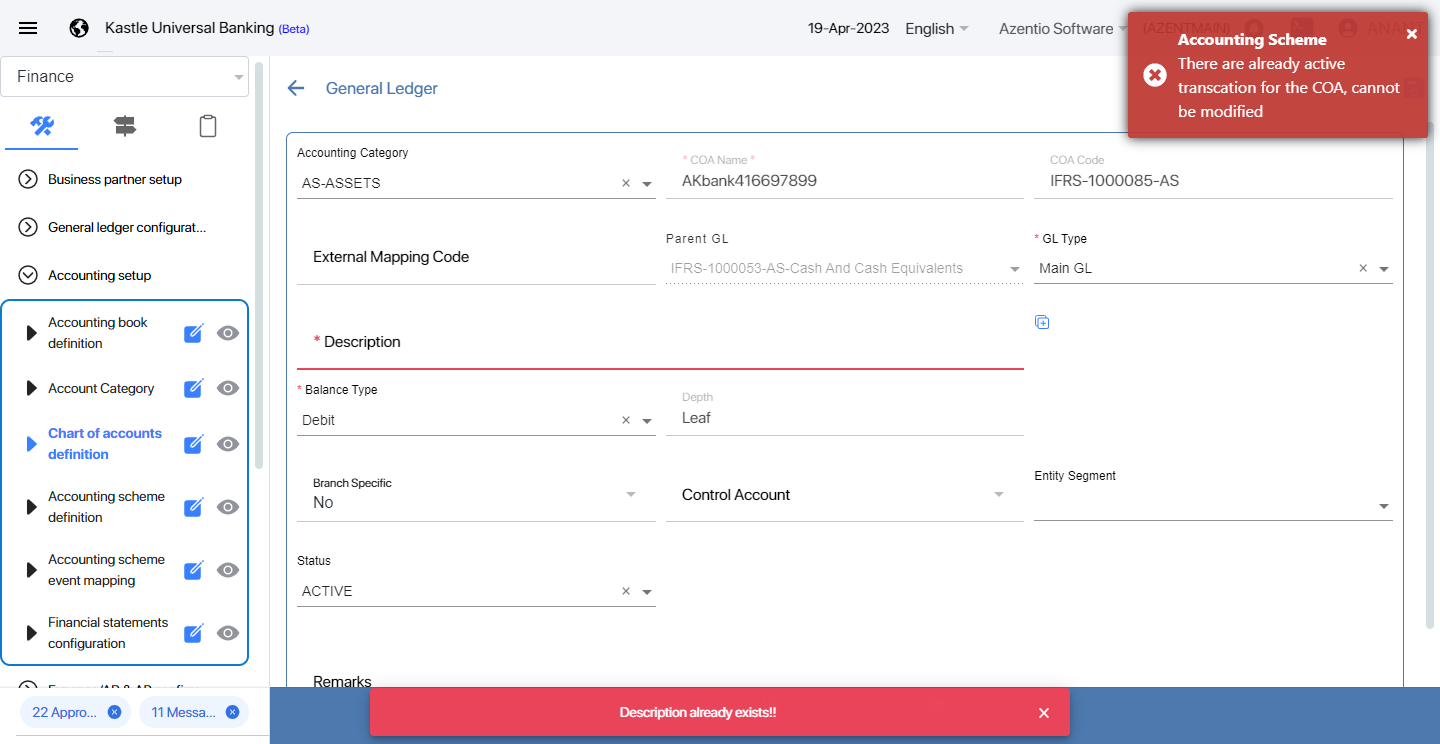 Kastle Universal Banking (Beta)
19-Apr-2023
English
Azentio Software
(AZENTMAIN)
Accounting Scheme
There are already active
transcation for the COA, cannot
be modified
Finance
General Ledger
Business partner setup
General ledger configurat...
Accounting setup
Accounting book
definition
Account Category
Chart of accounts
definition
Accounting scheme
definition
Accounting scheme
event mapping
Financial statements
configuration
22 Appro...
11 Messa...
Accounting Category
AS-ASSETS
* COA Name *
AKbank416697899
COA Code
IFRS-1000085-AS
External Mapping Code
Parent GL
IFRS-1000053-AS-Cash And Cash Equivalents
* GL Type
Main GL
* Description
* Balance Type
Debit
Depth
Leaf
Branch Specific
No
Control Account
Entity Segment
Status
ACTIVE
Remarks
Description already exists!!